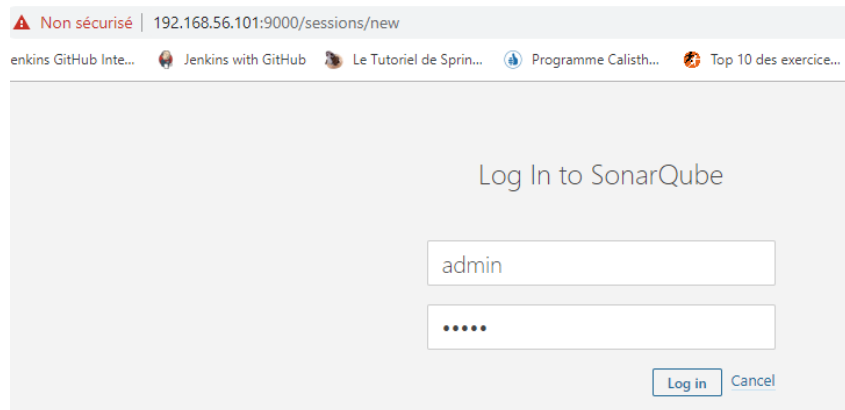 Non sécurisé | 192.168.56.101:9000/sessions/new
enkins GitHub Inte... Jenkins with GitHub Le Tutoriel de Sprin... Programme Calisth... Top 10 des exercice...
Log In to SonarQube
admin
•••••
Log in Cancel